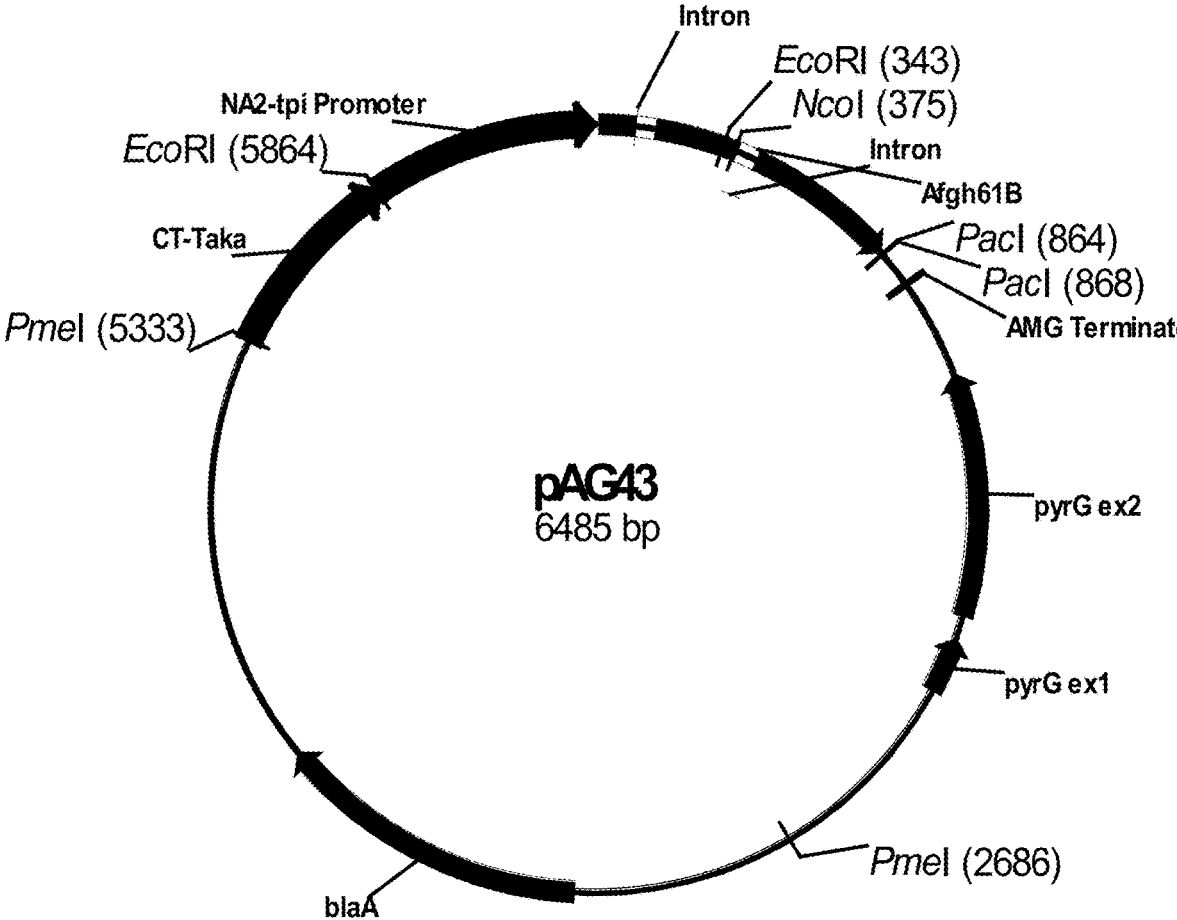 Intron
EcoRI (343)
NA2-tpi Promoter
NcoI (375)
EcoRI (5864)
Intron
Afgh61B
CT-Taka
PacI (864)
PacI (868)
PmeI (5333)
AMG Terminat
pAG43
6485 bp
pyrG ex2
pyrG ex1
PmeI (2686)
blaA